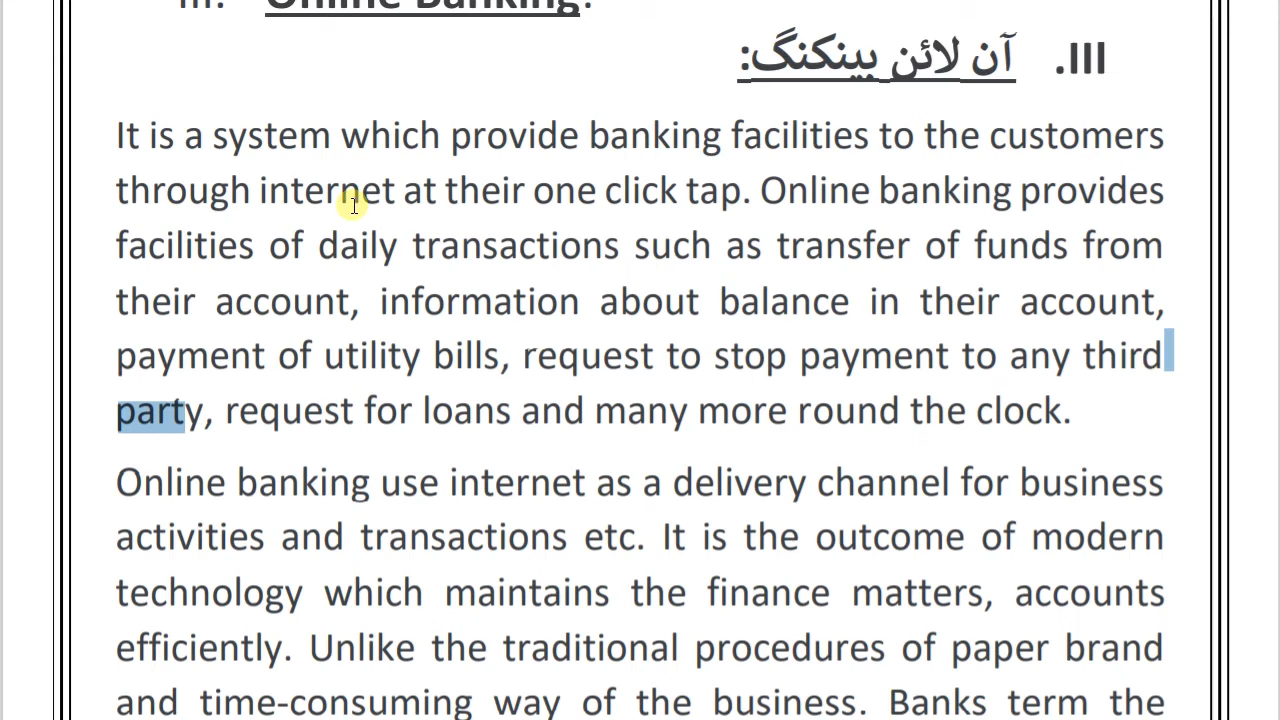 III. Online Banking:
III. آن لائن بینکنگ:
It is a system which provide banking facilities to the customers
through internet at their one click tap. Online banking provides
facilities of daily transactions such as transfer of funds from
their account, information about balance in their account,
payment of utility bills, request to stop payment to any third
party, request for loans and many more round the clock.
Online banking use internet as a delivery channel for business
activities and transactions etc. It is the outcome of modern
technology which maintains the finance matters, accounts
efficiently. Unlike the traditional procedures of paper brand
and time-consuming way of the business. Banks term the